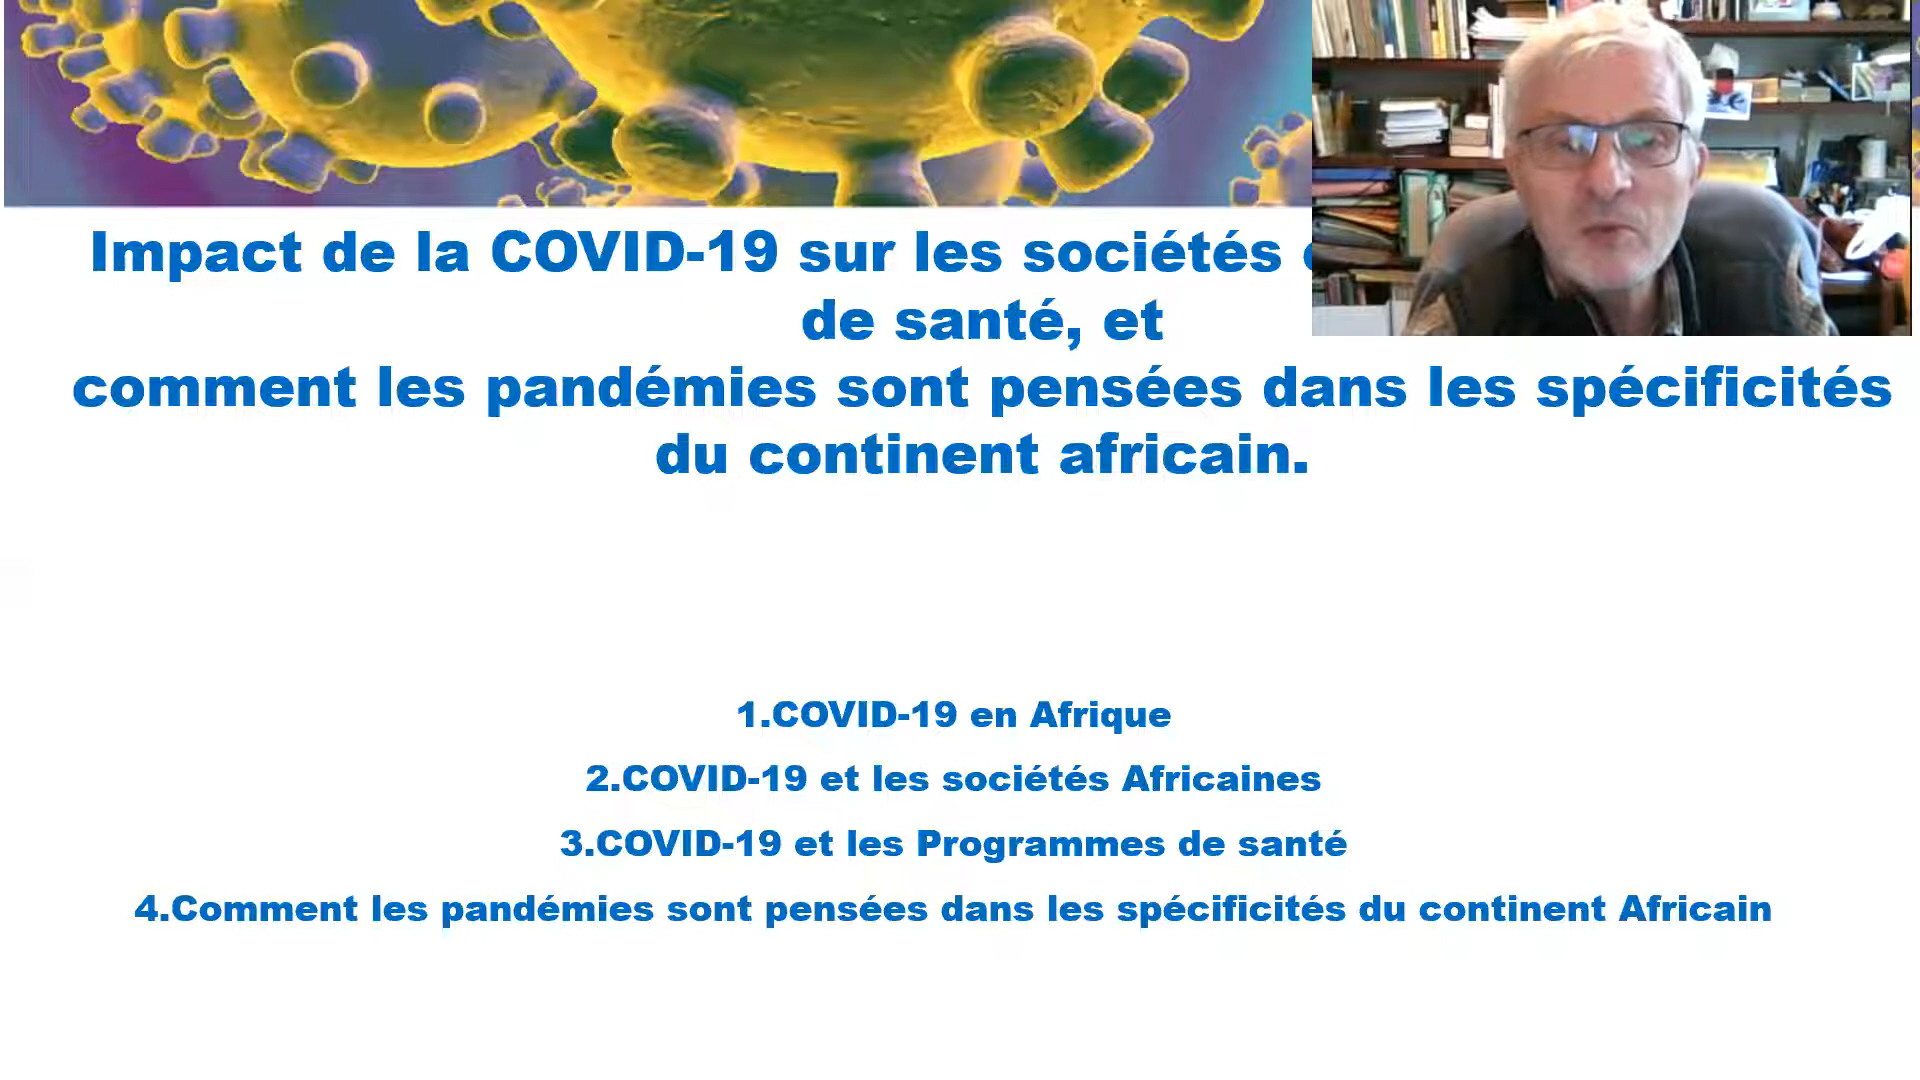 Impact de la COVID-19 sur les sociétés
de santé, et
comment les pandémies sont pensées dans les spécificités
du continent africain.
1.COVID-19 en Afrique
2.COVID-19 et les sociétés Africaines
3.COVID-19 et les Programmes de santé
4.Comment les pandémies sont pensées dans les spécificités du continent Africain